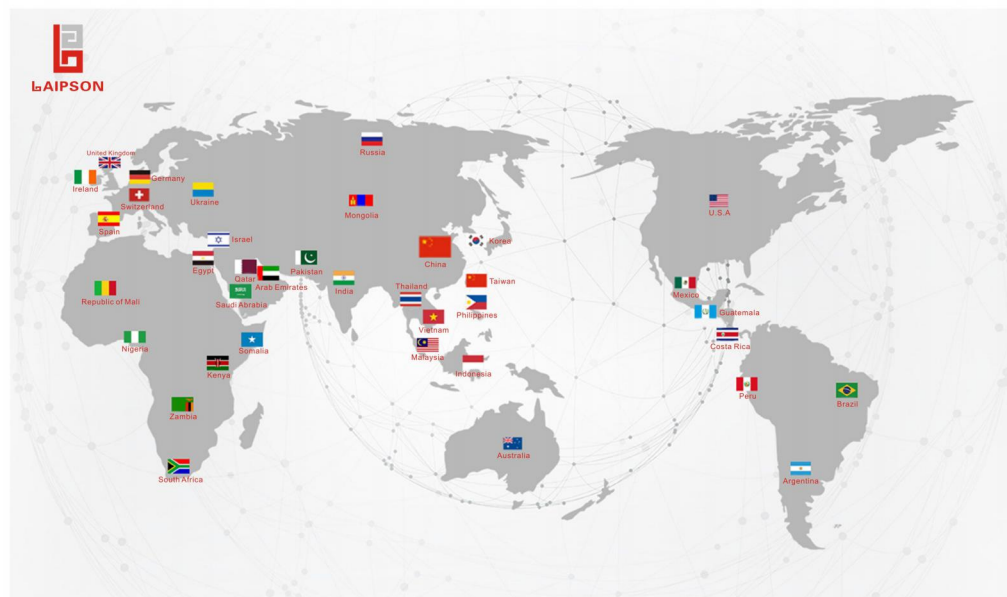 LAIPSON
Russia
United Kingdom
Ireland
Germany
Switzerland
Ukraine
Spain
Mongolia
U.S.A
Israel
Korea
Egypt
Qatar
Arab Emirates
Pakistan
China
India
Taiwan
Thailand
Republic of Mali
Saudi Abrabia
Philippines
Mexico
Guatemala
Vietnam
Nigeria
Somalia
Malaysia
Costa Rica
Kenya
Indonesia
Peru
Brazil
Zambia
Australia
South Africa
Argentina